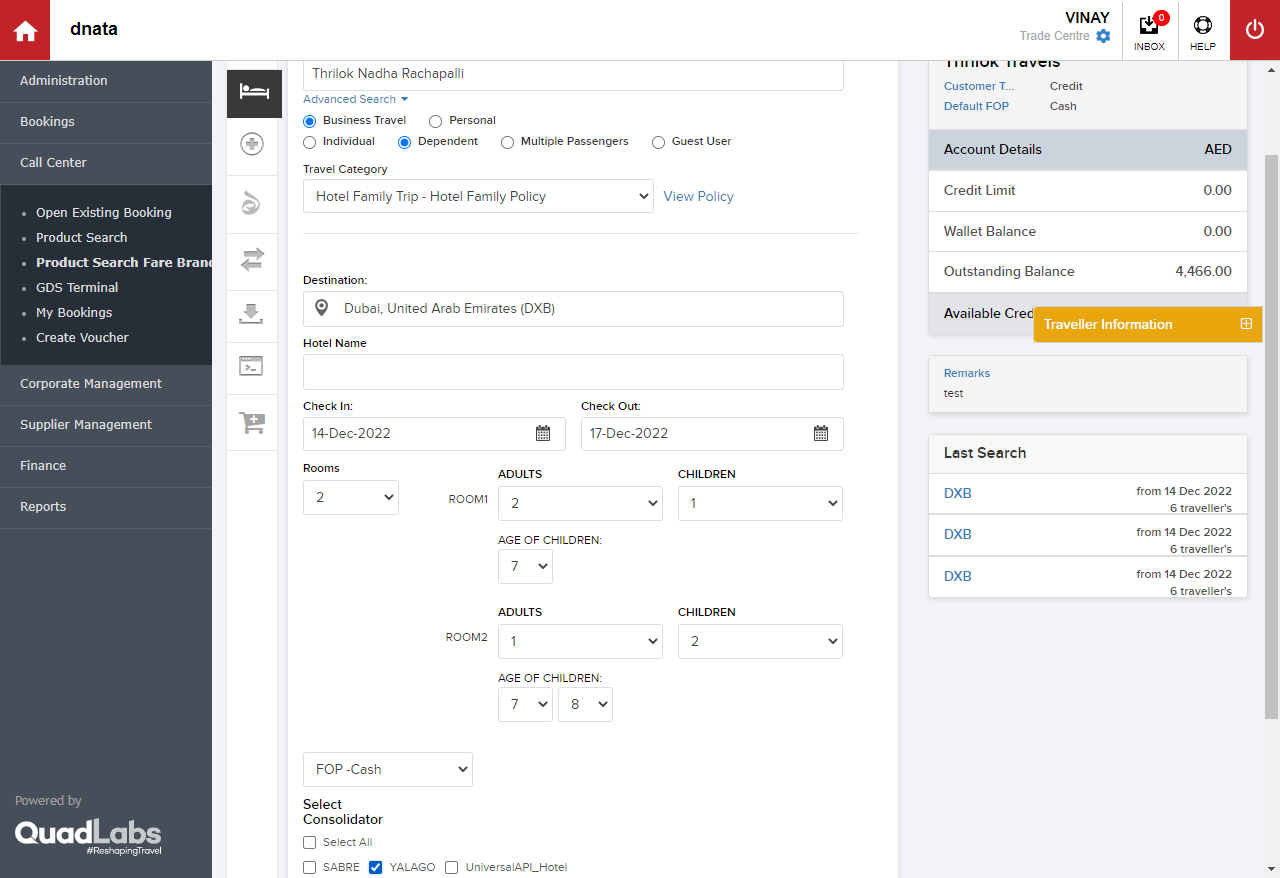 dnata
VINAY
Trade Centre
0
INBOX
HELP
Administration
Bookings
Call Center
Open Existing Booking
Product Search
Product Search Fare Bran
GDS Terminal
My Bookings
Create Voucher
Corporate Management
Supplier Management
Finance
Reports
Powered by
QuadLabs
#ReshapingTravel
Thrilok Nadha Rachapalli
Advanced Search
Business Travel Personal
Individual Dependent Multiple Passengers Guest User
Travel Category
Hotel Family Trip - Hotel Family Policy View Policy
Destination:
Dubai, United Arab Emirates (DXB)
Hotel Name
Check In: Check Out:
14-Dec-2022 17-Dec-2022
Rooms ADULTS CHILDREN
2 ROOM1 2 1
AGE OF CHILDREN:
7
ADULTS CHILDREN
ROOM2 1 2
AGE OF CHILDREN:
7 8
FOP -Cash
Select
Consolidator
Select All
SABRE YALAGO UniversalAPI_Hotel
Thrilok Travels
Customer T... Credit
Default FOP Cash
Account Details AED
Credit Limit 0.00
Wallet Balance 0.00
Outstanding Balance 4,466.00
Available Cred
Traveller Information
Remarks
test
Last Search
DXB from 14 Dec 2022
6 traveller's
DXB from 14 Dec 2022
6 traveller's
DXB from 14 Dec 2022
6 traveller's